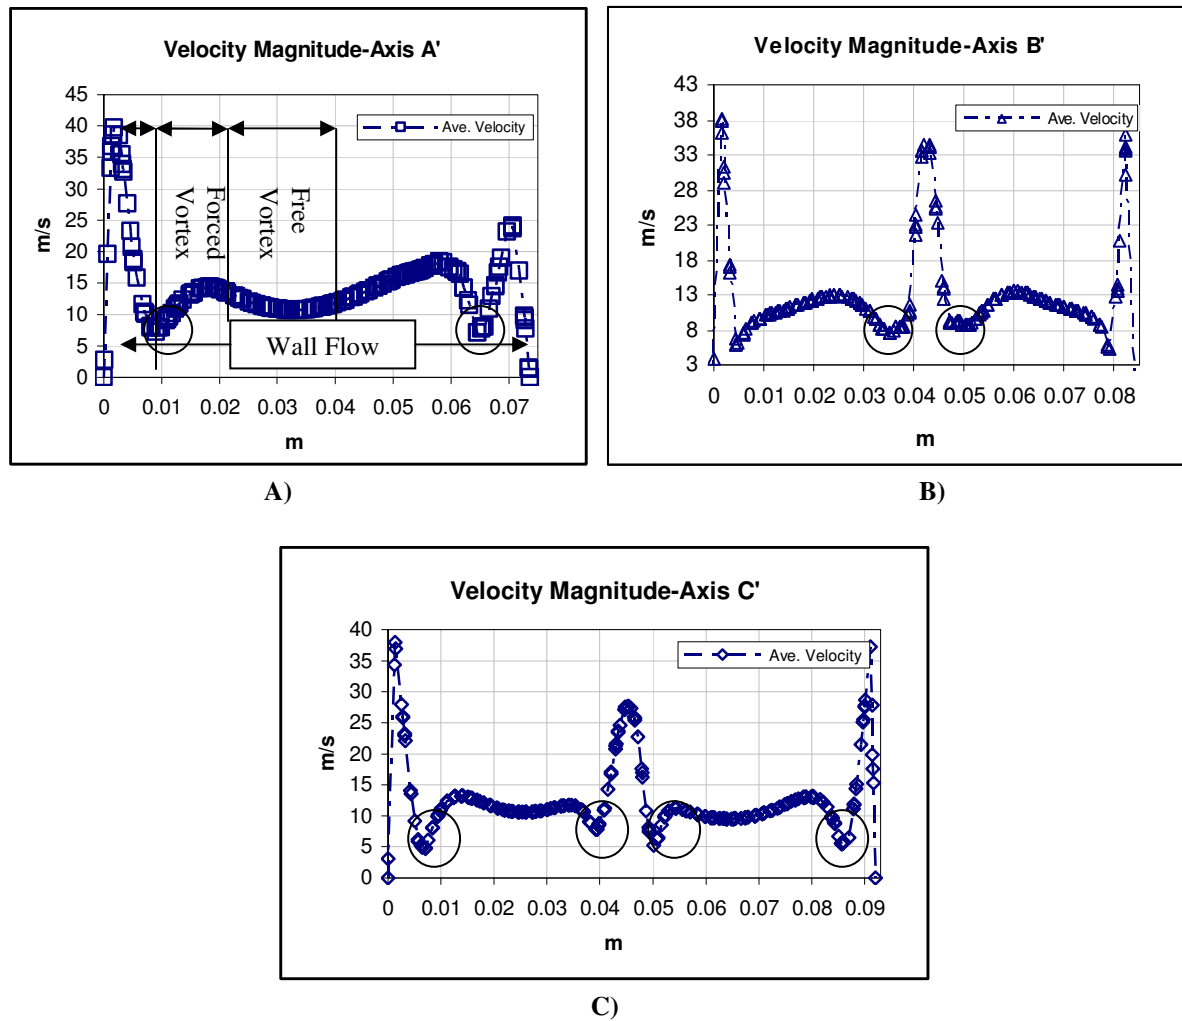 Velocity Magnitude-Axis A'
45
40
35
30
25
20
15
10
5
0
m/s
Ave. Velocity
Forced
Vortex
Free
Vortex
Wall Flow
0 0.01 0.02 0.03 0.04 0.05 0.06 0.07
m
A)
Velocity Magnitude-Axis B'
43
38
33
28
23
18
13
8
3
m/s
Ave. Velocity
0 0.01 0.02 0.03 0.04 0.05 0.06 0.07 0.08
m
B)
Velocity Magnitude-Axis C'
40
35
30
25
20
15
10
5
0
m/s
Ave. Velocity
0 0.01 0.02 0.03 0.04 0.05 0.06 0.07 0.08 0.09
m
C)